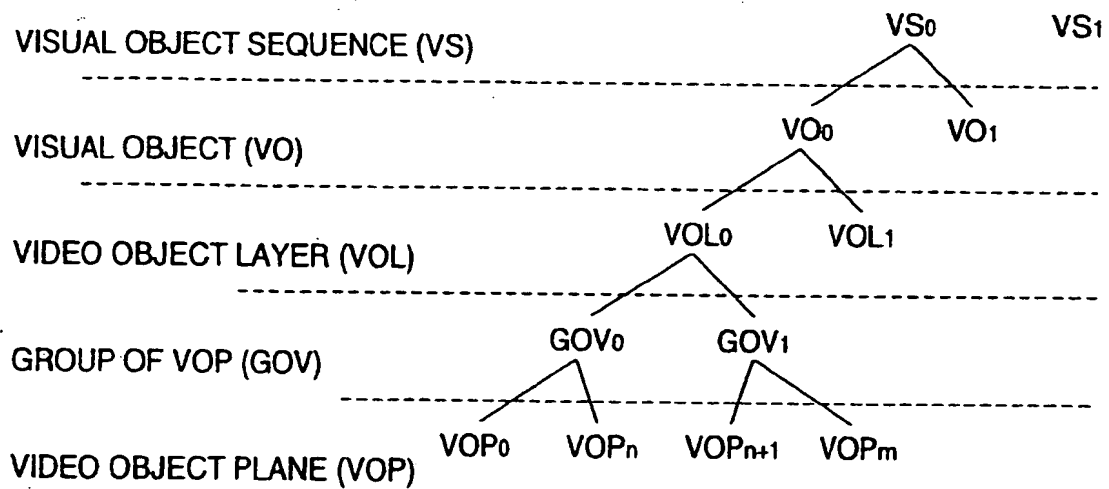 VISUAL OBJECT SEQUENCE (VS)
VS0 VS1
VISUAL OBJECT (VO)
VO0 VO1
VIDEO OBJECT LAYER (VOL)
VOL0 VOL1
GROUP OF VOP (GOV)
GOV0 GOV1
VIDEO OBJECT PLANE (VOP)
VOP0 VOPn VOPn+1 VOPm